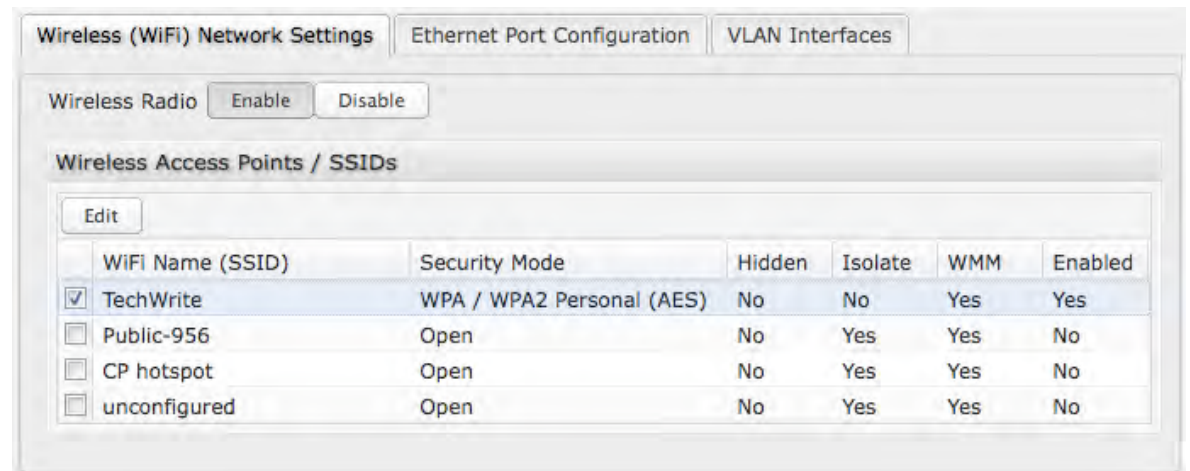 Wireless (WiFi) Network Settings Ethernet Port Configuration VLAN Interfaces
Wireless Radio Enable Disable
Wireless Access Points / SSIDs
Edit
WiFi Name (SSID) Security Mode Hidden Isolate WMM Enabled
TechWrite WPA / WPA2 Personal (AES) No No Yes Yes
Public-956 Open No Yes Yes No
CP hotspot Open No Yes Yes No
unconfigured Open No Yes Yes No